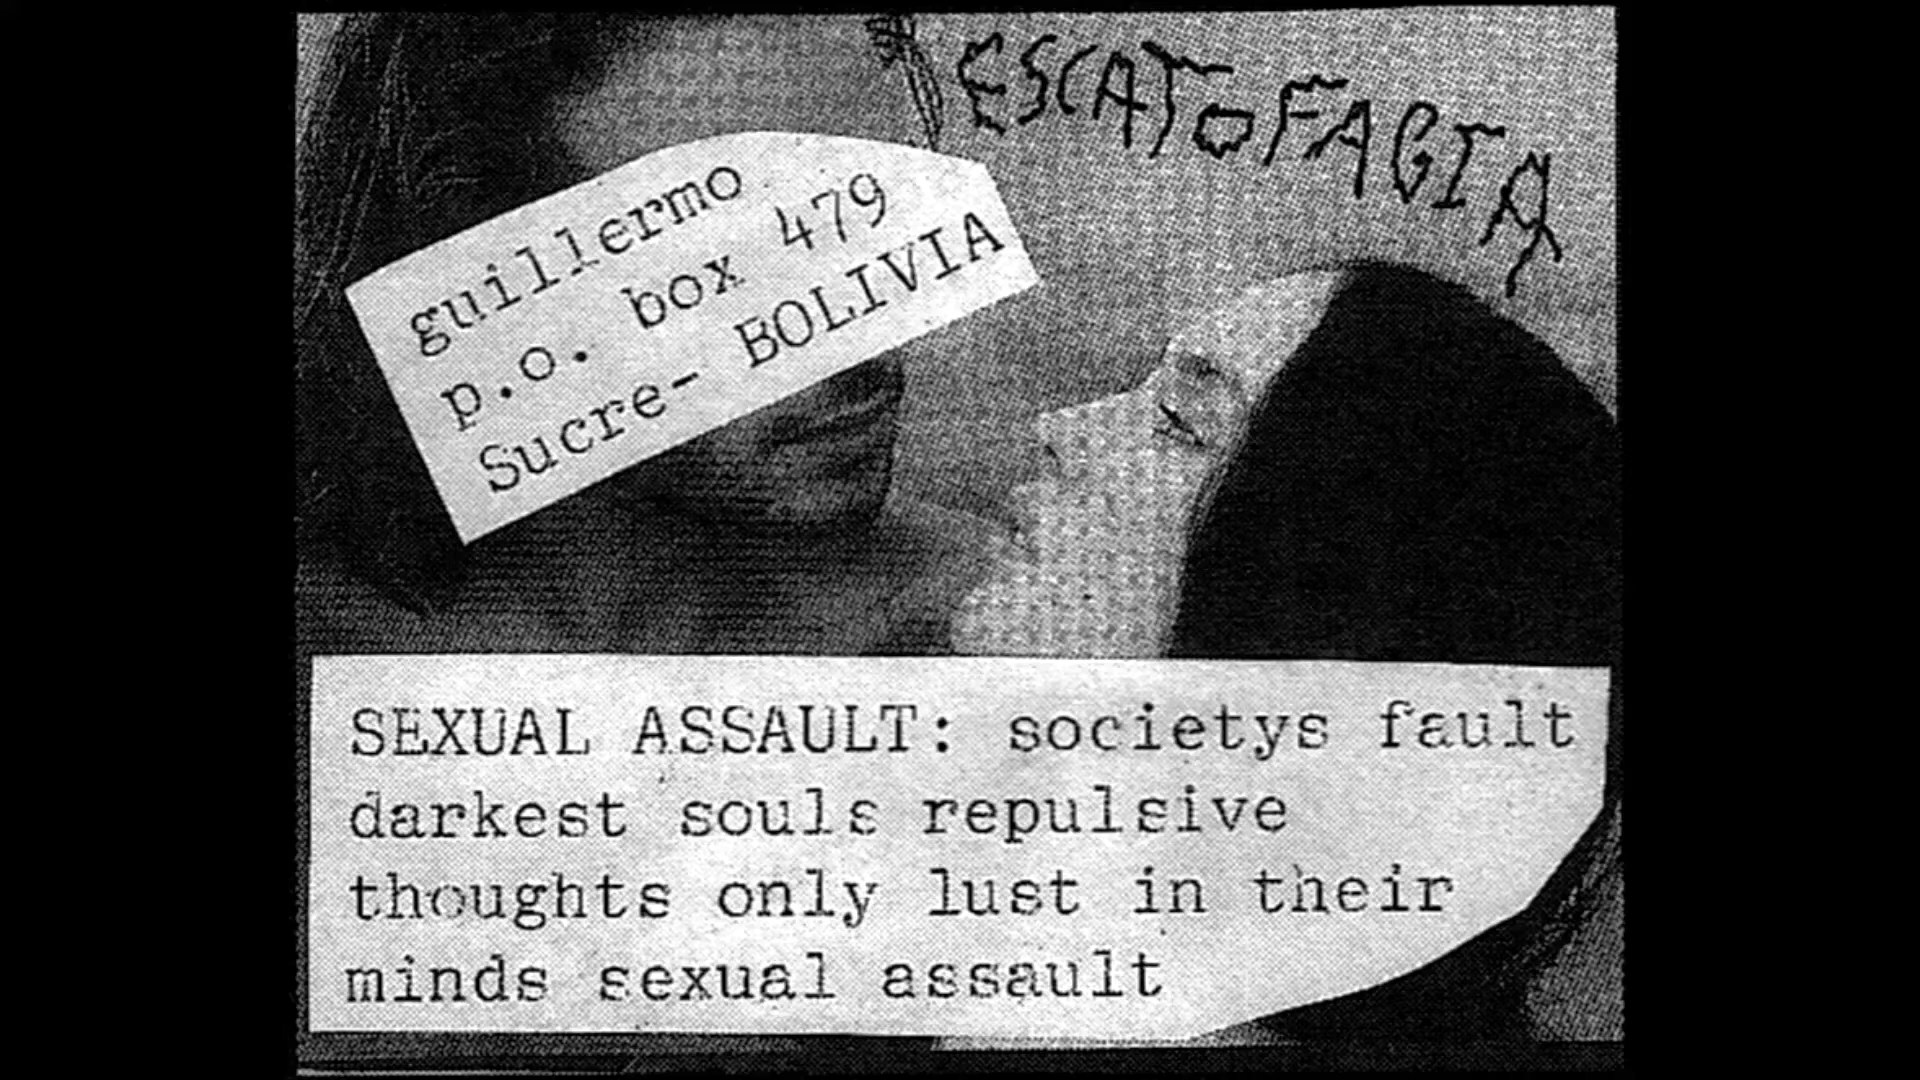 ESCATOFAGIA
guillermo
p.o. box 479
Sucre- BOLIVIA
SEXUAL ASSAULT: societys fault
darkest souls repulsive
thoughts only lust in their
minds sexual assault